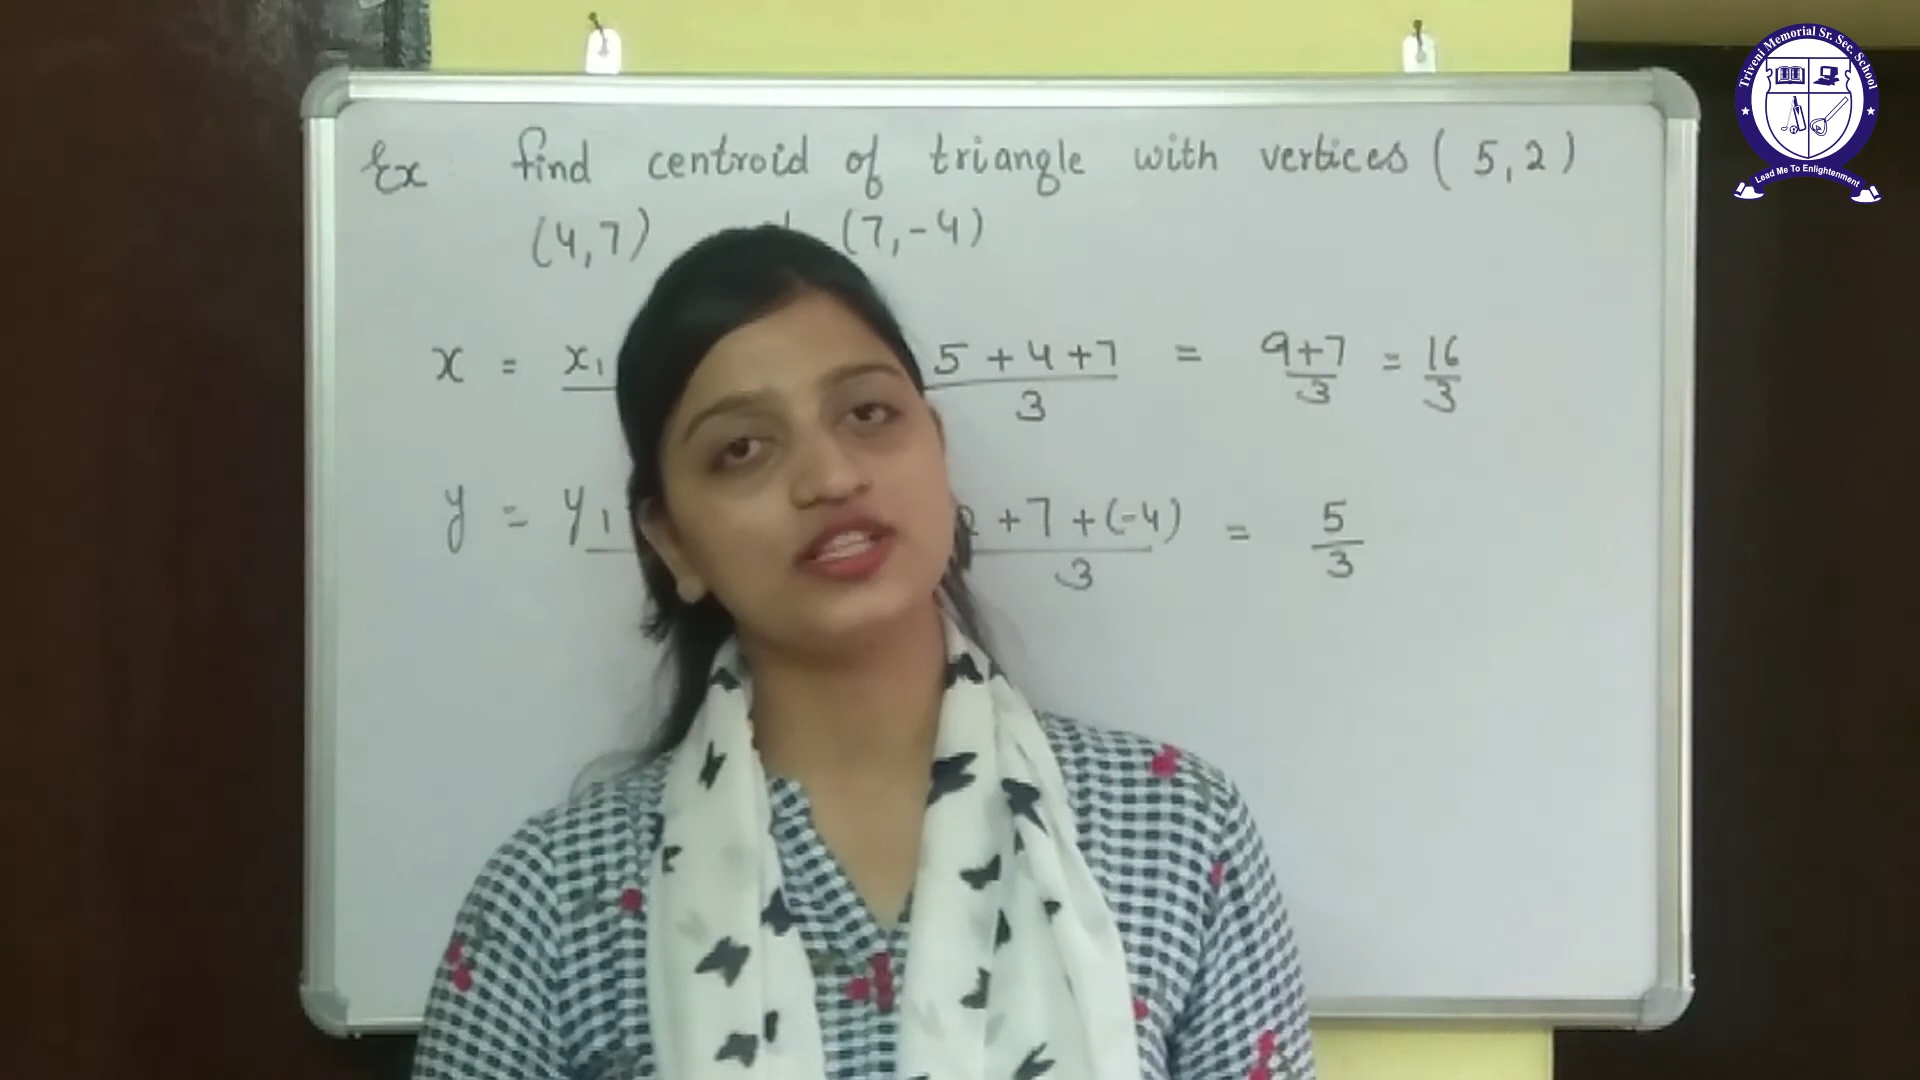 Ex find centroid of triangle with vertices (5,2)
(4,7) (7,-4)
x = x₁ 5+4+7/3 = 9+7/3 = 16/3
y = y₁ 2+7+(-4)/3 = 5/3
Triveni Memorial Sr. Sec. School
Lead Me To Enlightenment